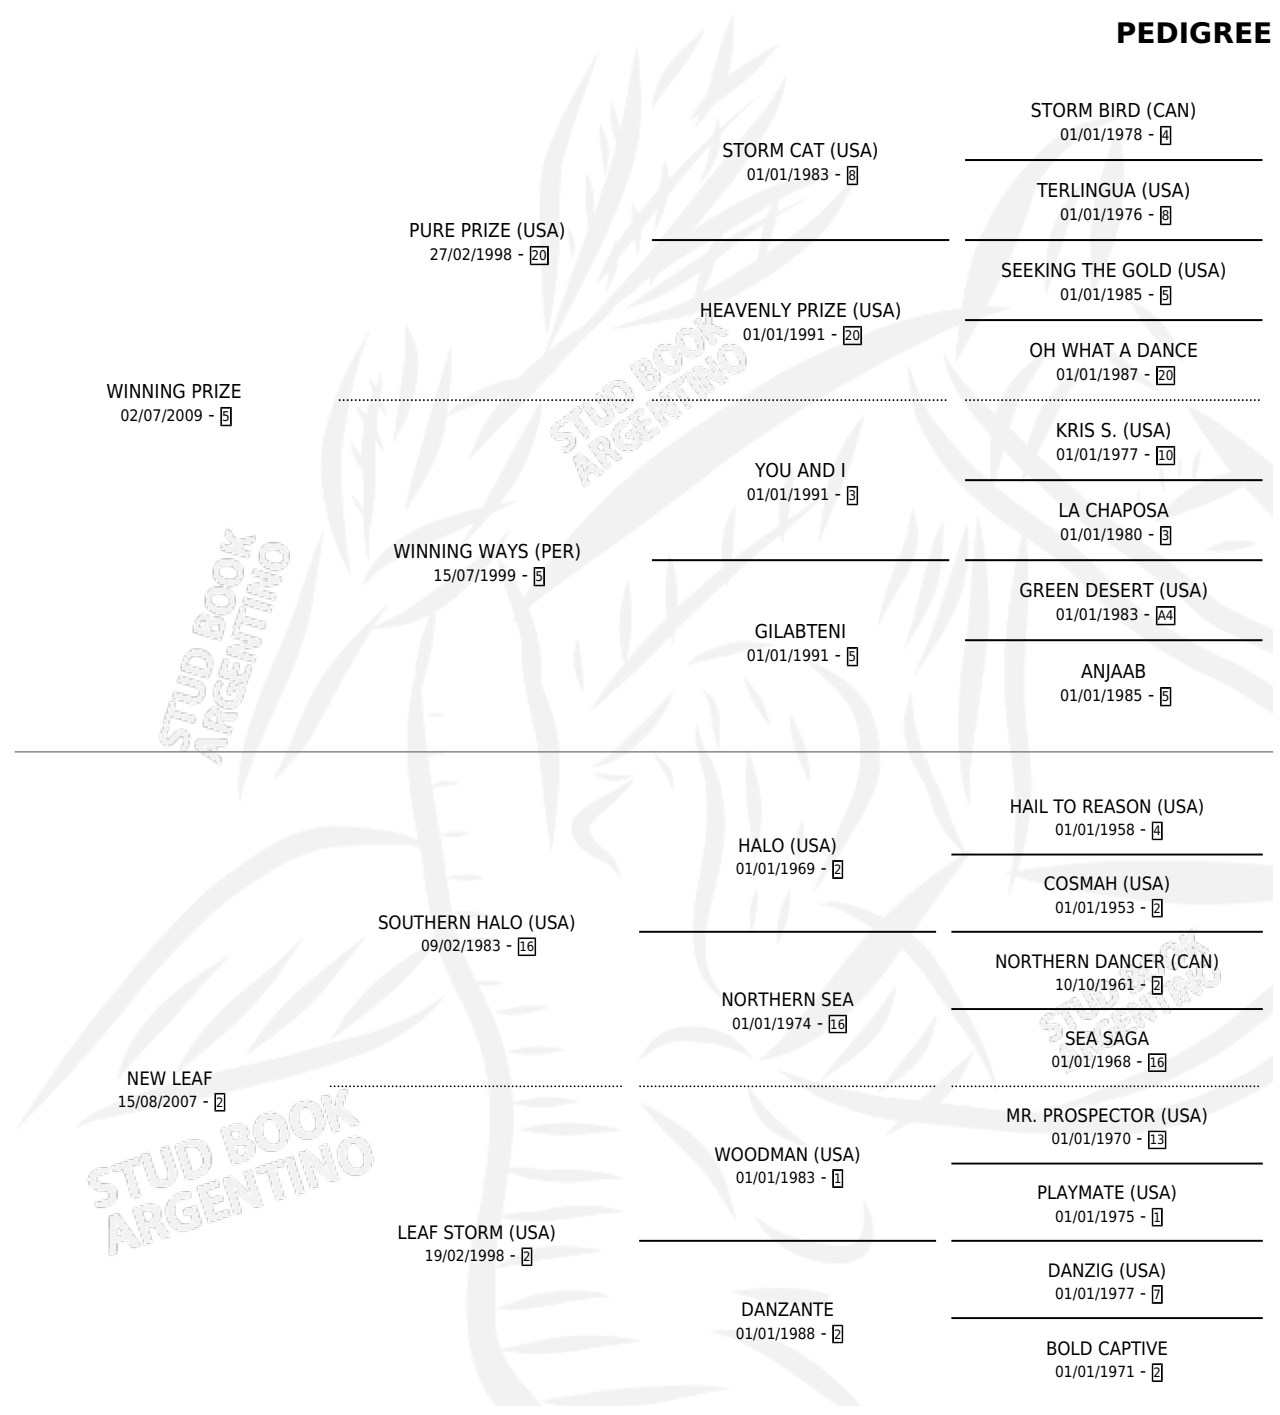 PEDIGREE
STORM BIRD (CAN)
01/01/1978 - 4
STORM CAT (USA)
01/01/1983 - 8
TERLINGUA (USA)
01/01/1976 - 8
PURE PRIZE (USA)
27/02/1998 - 20
SEEKING THE GOLD (USA)
01/01/1985 - 5
HEAVENLY PRIZE (USA)
01/01/1991 - 20
OH WHAT A DANCE
01/01/1987 - 20
WINNING PRIZE
02/07/2009 - 5
KRIS S. (USA)
01/01/1977 - 10
YOU AND I
01/01/1991 - 3
LA CHAPOSA
01/01/1980 - 3
WINNING WAYS (PER)
15/07/1999 - 5
GREEN DESERT (USA)
01/01/1983 - A4
GILABTENI
01/01/1991 - 5
ANJAAB
01/01/1985 - 5
STUD BOOK
ARGENTINO
STUD BOOK
ARGENTINO
HAIL TO REASON (USA)
01/01/1958 - 4
HALO (USA)
01/01/1969 - 2
COSMAH (USA)
01/01/1953 - 2
SOUTHERN HALO (USA)
09/02/1983 - 16
NORTHERN DANCER (CAN)
10/10/1961 - 2
NORTHERN SEA
01/01/1974 - 16
SEA SAGA
01/01/1968 - 16
NEW LEAF
15/08/2007 - 2
MR. PROSPECTOR (USA)
01/01/1970 - 13
WOODMAN (USA)
01/01/1983 - 1
PLAYMATE (USA)
01/01/1975 - 1
LEAF STORM (USA)
19/02/1998 - 2
DANZIG (USA)
01/01/1977 - 7
DANZANTE
01/01/1988 - 2
BOLD CAPTIVE
01/01/1971 - 2
STUD BOOK
ARGENTINO
STUD BOOK
ARGENTINO